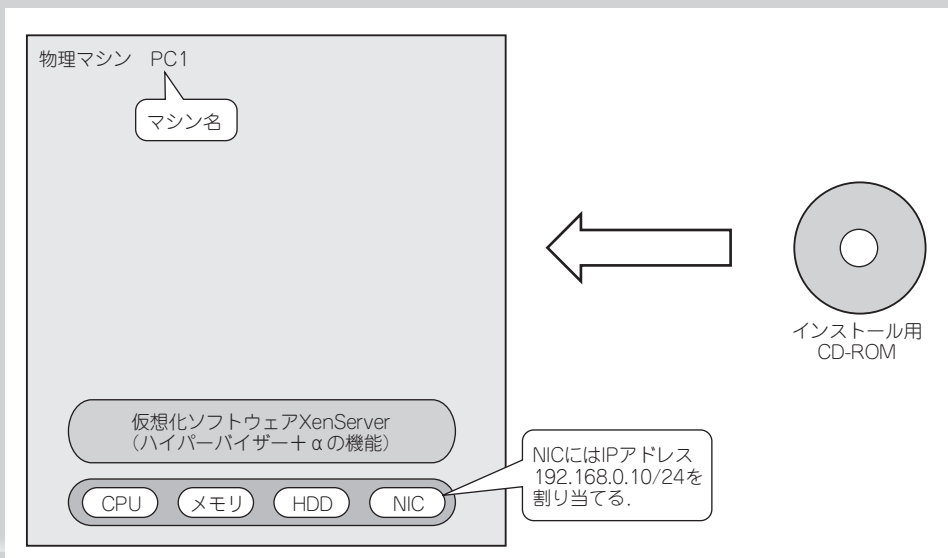 物理マシン PC1
マシン名
インストール用
CD-ROM
仮想化ソフトウェアXenServer
(ハイパーバイザー+αの機能)
NICにはIPアドレス
192.168.0.10/24を
割り当てる.
CPU
メモリ
HDD
NIC